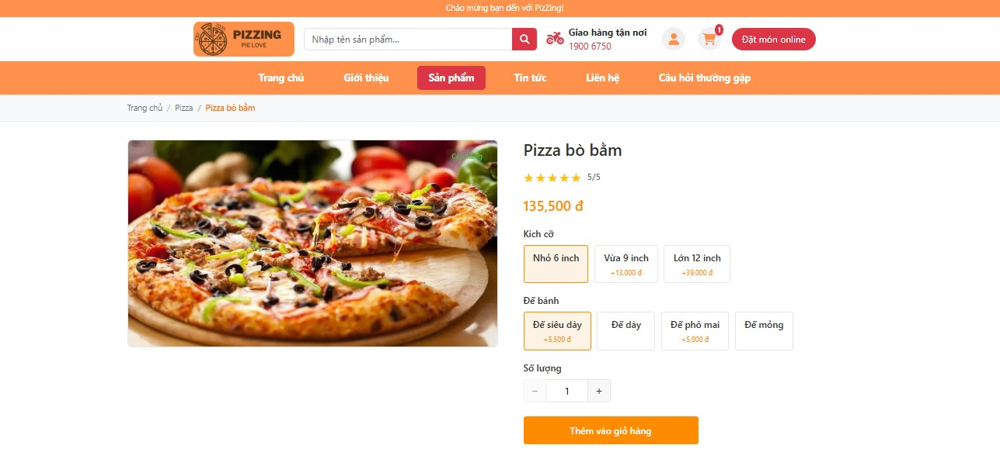 Chào mừng bạn đến với PizZing!
PIZZING
PIE LOVE
Nhập tên sản phẩm...
Giao hàng tận nơi
1900 6750
1
Đặt món online
Trang chủ
Giới thiệu
Sản phẩm
Tin tức
Liên hệ
Câu hỏi thường gặp
Trang chủ / Pizza / Pizza bò bằm
Còn hàng
Pizza bò bằm
5/5
135,500 đ
Kích cỡ
Nhỏ 6 inch
Vừa 9 inch
+13,000 đ
Lớn 12 inch
+39,000 đ
Đế bánh
Đế siêu dày
+5,500 đ
Đế dày
Đế phô mai
+5,000 đ
Đế mỏng
Số lượng
− 1 +
Thêm vào giỏ hàng